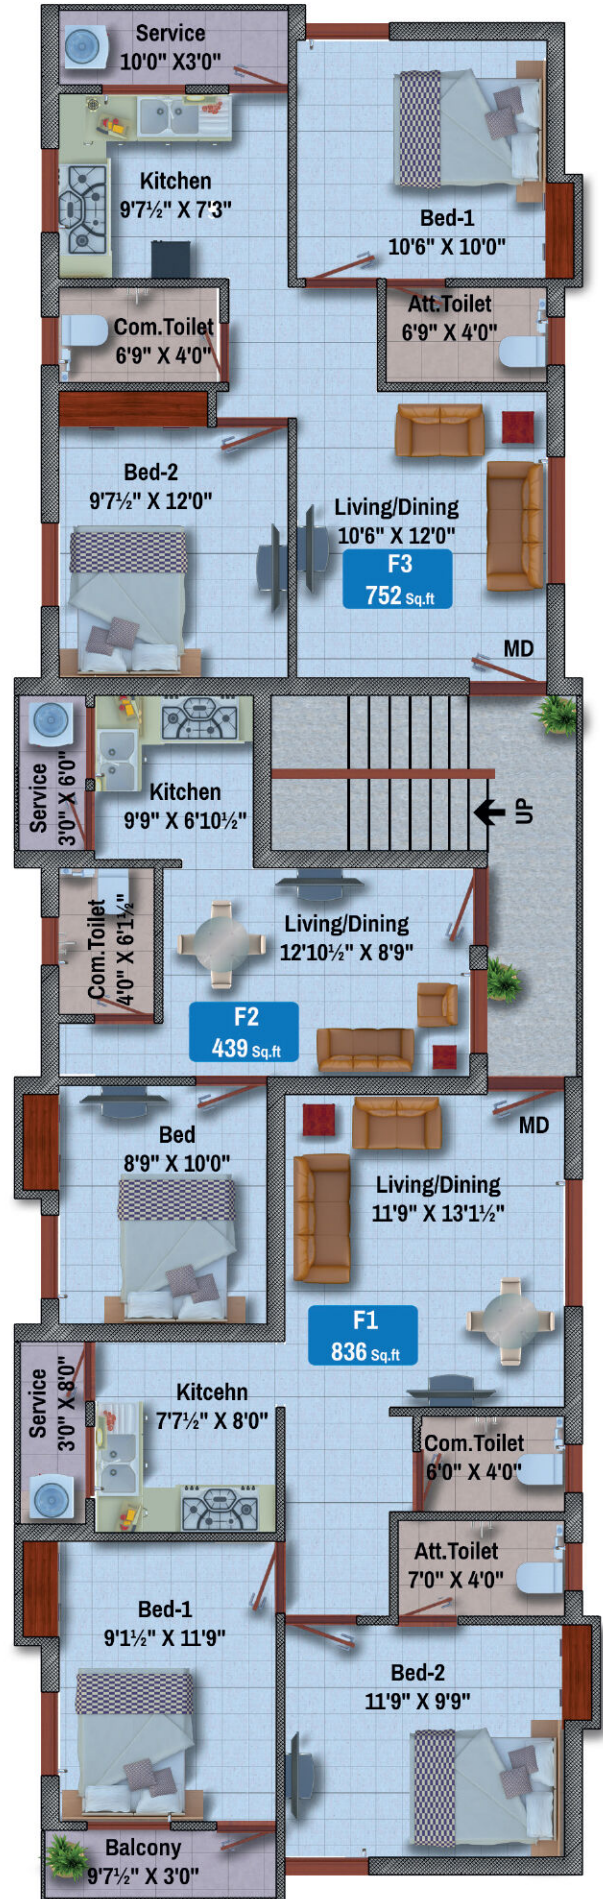 Service
10'0" X3'0"
Kitchen
9'7½" X 7'3"
Bed-1
10'6" X 10'0"
Com.Toilet
6'9" X 4'0"
Att.Toilet
6'9" X 4'0"
Bed-2
9'7½" X 12'0"
Living/Dining
10'6" X 12'0"
F3
752 Sq.ft
MD
Service
3'0" X 6'0"
Kitchen
9'9" X 6'10½"
UP
Com.Toilet
4'0" X 6'1½"
Living/Dining
12'10½" X 8'9"
F2
439 Sq.ft
Bed
8'9" X 10'0"
MD
Living/Dining
11'9" X 13'1½"
F1
836 Sq.ft
Service
3'0" X 8'0"
Kitcehn
7'7½" X 8'0"
Com.Toilet
6'0" X 4'0"
Att.Toilet
7'0" X 4'0"
Bed-1
9'1½" X 11'9"
Bed-2
11'9" X 9'9"
Balcony
9'7½" X 3'0"